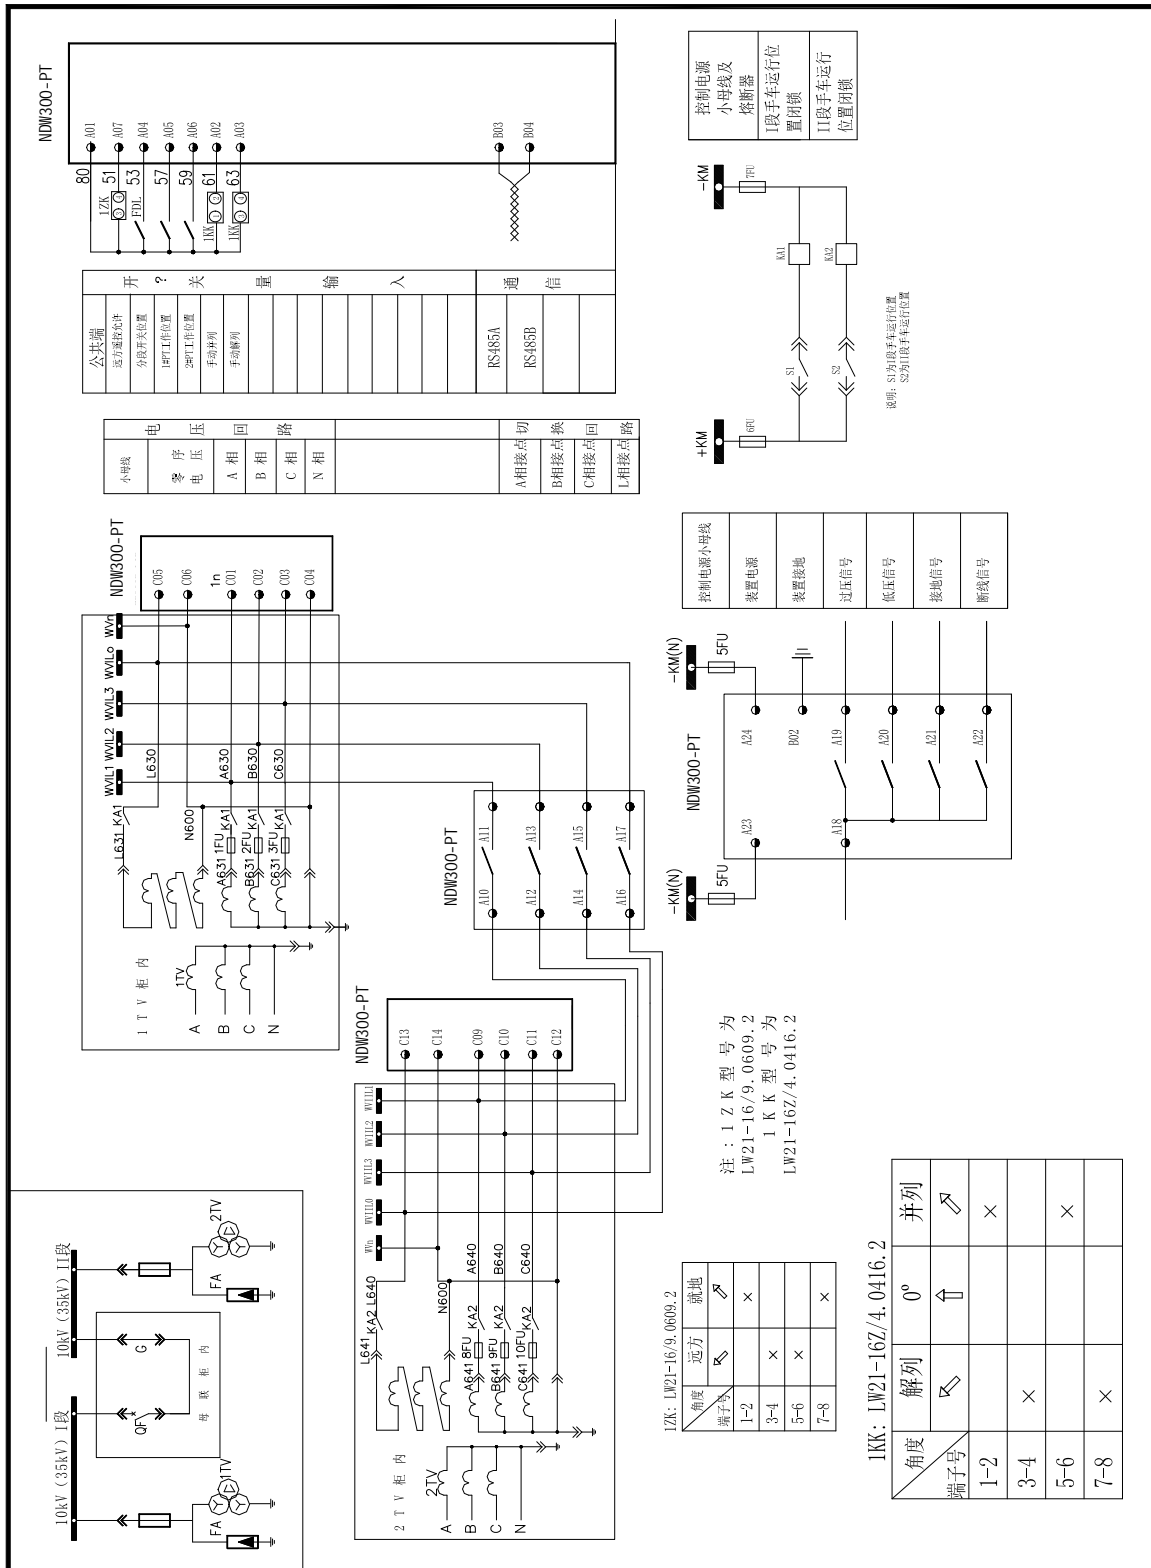 10kV (35kV) I段
10kV (35kV) II段
QF
G
母联柜内
FA
1TV
FA
2TV
1TV柜内
1TV
A
B
C
N
L631 KA1
L630
N600
A631 1FU KA1
A630
B631 2FU KA1
B630
C631 3FU KA1
C630
WVIL1
WVIL2
WVIL3
WVILo
WVn
NDW300-PT
C05
C06
1n
C01
C02
C03
C04
电压回路
小母线
零序电压
A相
B相
C相
N相
切换回路
A相接点
B相接点
C相接点
L相接点
NDW300-PT
80
A01
51
A07
53
A04
57
A05
59
A06
61
A02
63
A03
1ZK
3 4
FDL
1KK
1 2
1KK
3 4
B03
B04
开?关量输入
公共端
远方遥控允许
分段开关位置
1#PT工作位置
2#PT工作位置
手动并列
手动解列
通信
RS485A
RS485B
2TV柜内
2TV
A
B
C
N
L641 KA2 L640
N600
A641 8FU KA2
A640
B641 9FU KA2
B640
C641 10FU KA2
C640
WVn
WVIIL0
WVIIL3
WVIIL2
WVIIL1
NDW300-PT
C13
C14
C09
C10
C11
C12
NDW300-PT
A10
A11
A12
A13
A14
A15
A16
A17
控制电源
小母线及
熔断器
I段手车运行位
置闭锁
II段手车运行
位置闭锁
+KM
-KM
6FU
7FU
S1
KA1
S2
KA2
说明: S1为I段手车运行位置
S2为II段手车运行位置
控制电源小母线
装置电源
装置接地
过压信号
低压信号
接地信号
断线信号
-KM(N)
5FU
-KM(N)
5FU
NDW300-PT
A23
A24
B02
A18
A19
A20
A21
A22
注:1ZK型号为
LW21-16/9.0609.2
1KK型号为
LW21-16Z/4.0416.2
1ZK: LW21-16/9.0609.2
角度
端子号
远方
就地
1-2
×
3-4
×
5-6
×
7-8
×
1KK: LW21-16Z/4.0416.2
角度
端子号
解列
0°
并列
1-2
×
3-4
×
5-6
×
7-8
×